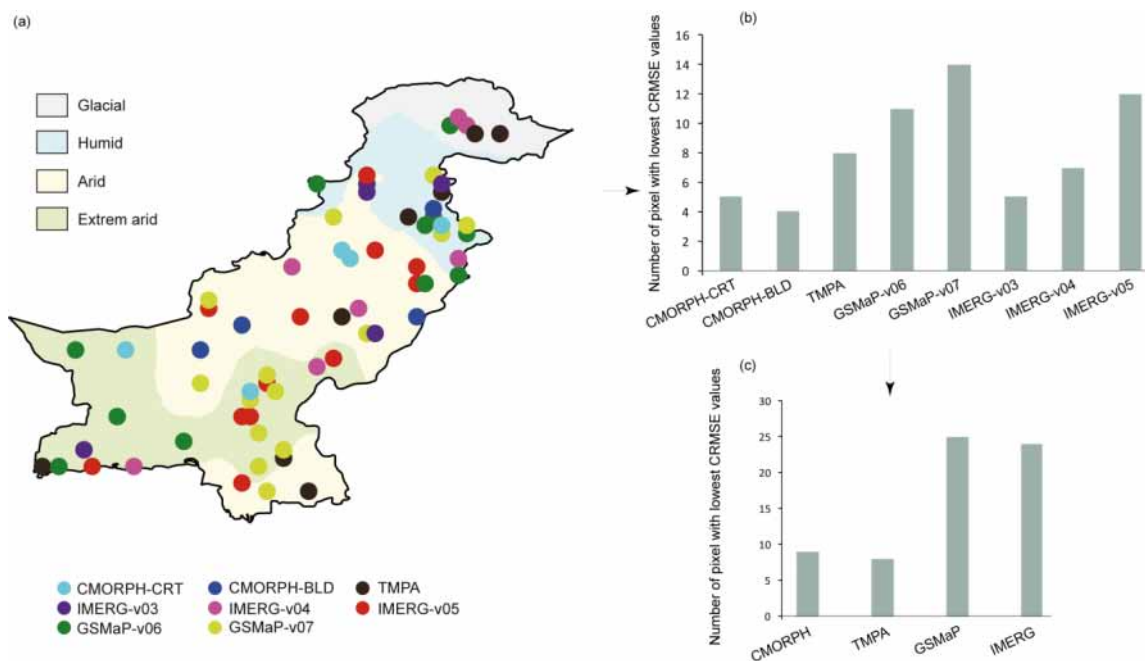 (a)
Glacial
Humid
Arid
Extrem arid
CMORPH-CRT
CMORPH-BLD
TMPA
IMERG-v03
IMERG-v04
IMERG-v05
GSMaP-v06
GSMaP-v07
(b)
Number of pixel with lowest CRMSE values
16
14
12
10
8
6
4
2
0
CMORPH-CRT
CMORPH-BLD
TMPA
GSMaP-v06
GSMaP-v07
IMERG-v03
IMERG-v04
IMERG-v05
(c)
Number of pixel with lowest CRMSE values
30
25
20
15
10
5
0
CMORPH
TMPA
GSMaP
IMERG